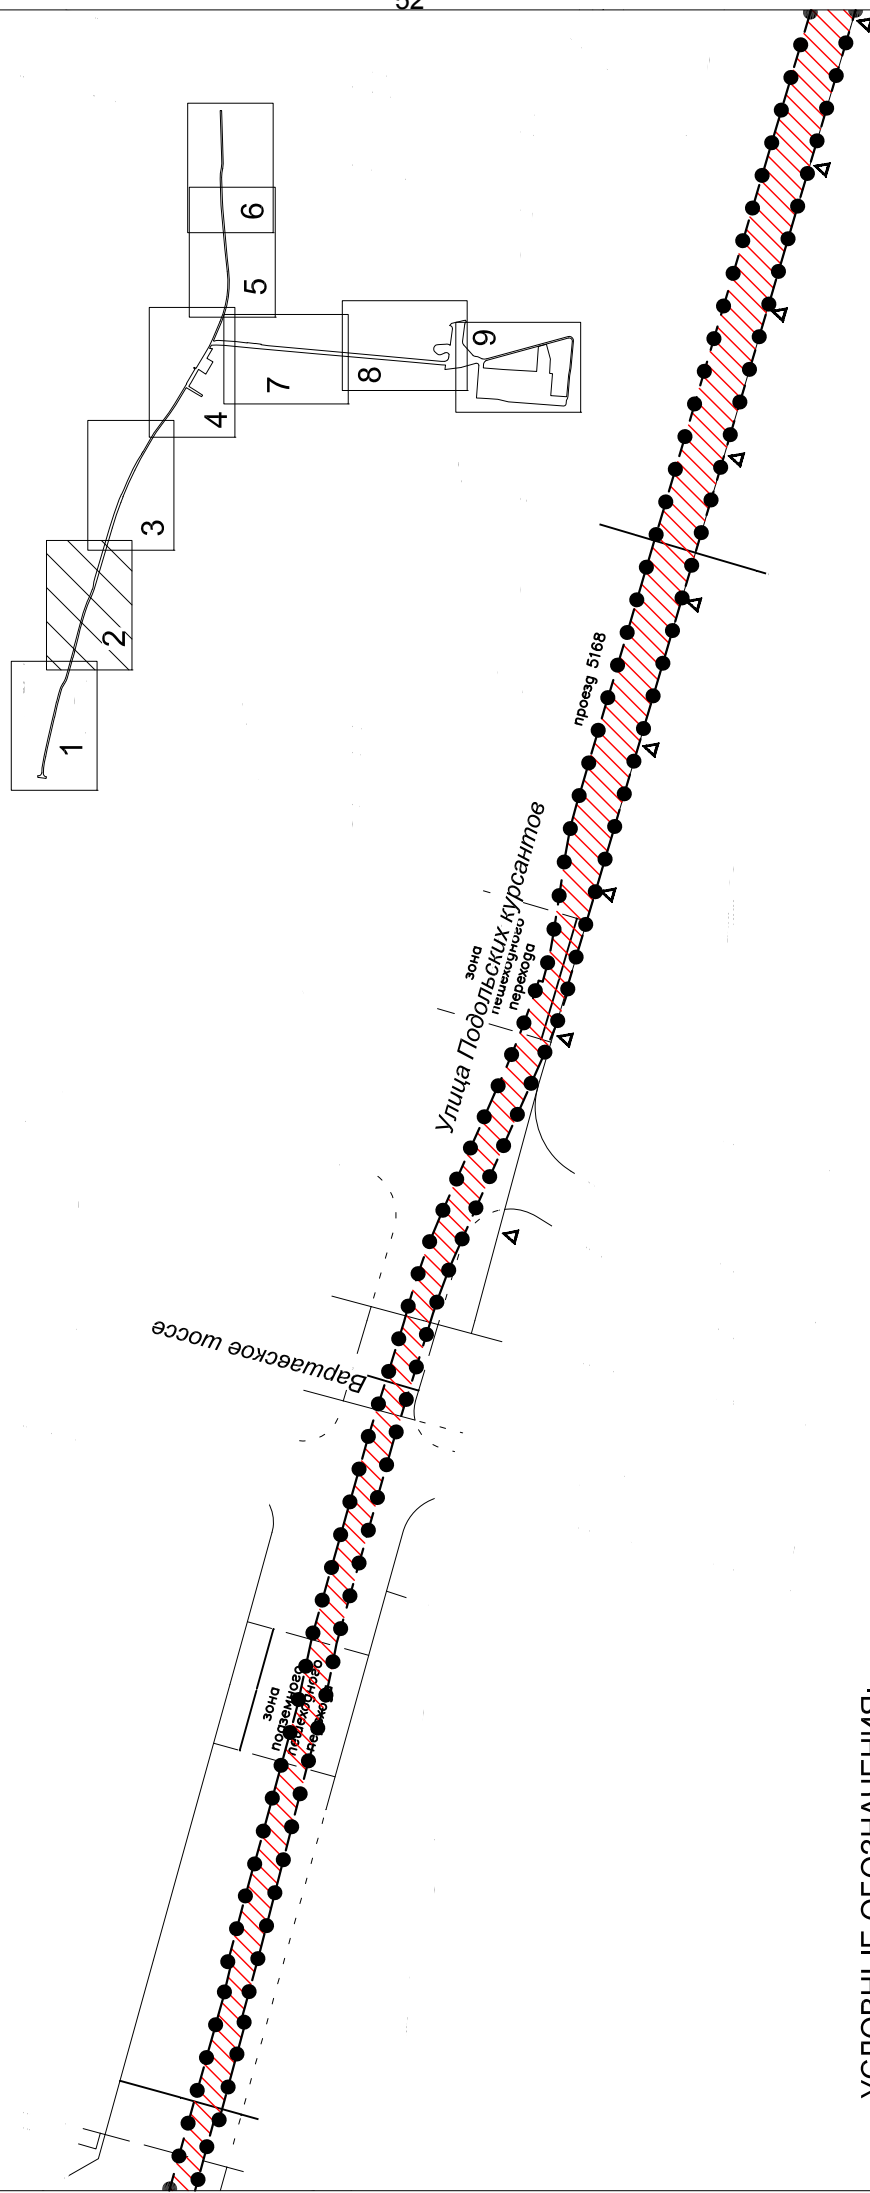 52
1
2
3
4
5
6
7
8
9
проезд 5168
Улица Подольских курсантов
зона
пешеходного
перехода
Варшавское шоссе
зона
подземного
пешеходного
перехода
УСЛОВНЫЕ ОБОЗНАЧЕНИЯ: